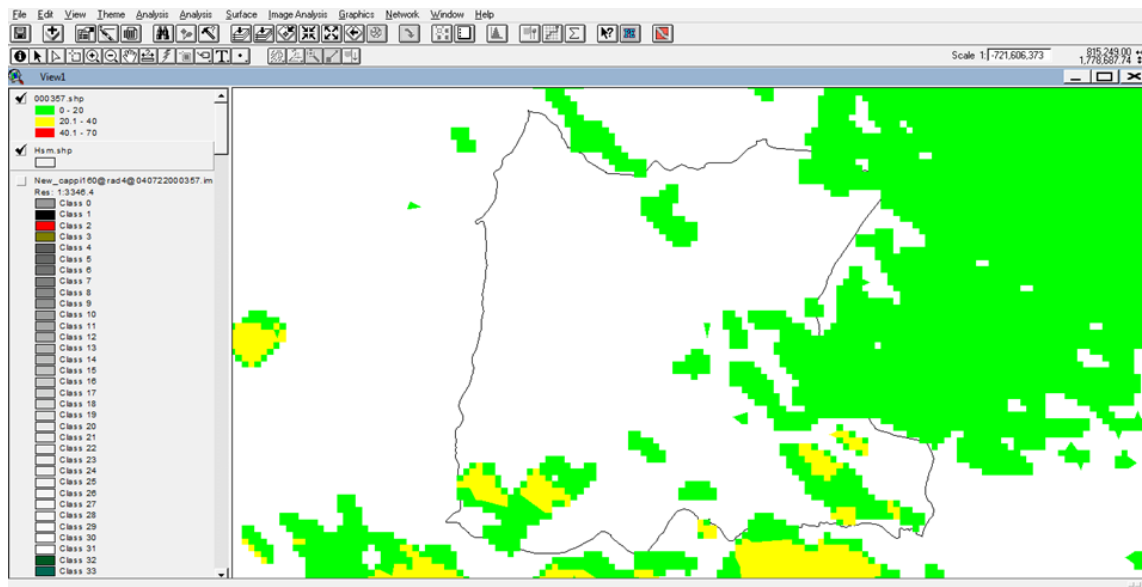 File Edit View Theme Analysis Analysis Surface Image Analysis Graphics Network Window Help
Scale 1: -721,606,373
815,249.00
1,778,687.74
View1
000357.shp
0 - 20
20.1 - 40
40.1 - 70
Hsm.shp
New_cappi160@rad4@040722000357.im
Res: 1:3346.4
Class 0
Class 1
Class 2
Class 3
Class 4
Class 5
Class 6
Class 7
Class 8
Class 9
Class 10
Class 11
Class 12
Class 13
Class 14
Class 15
Class 16
Class 17
Class 18
Class 19
Class 20
Class 21
Class 22
Class 23
Class 24
Class 25
Class 26
Class 27
Class 28
Class 29
Class 30
Class 31
Class 32
Class 33